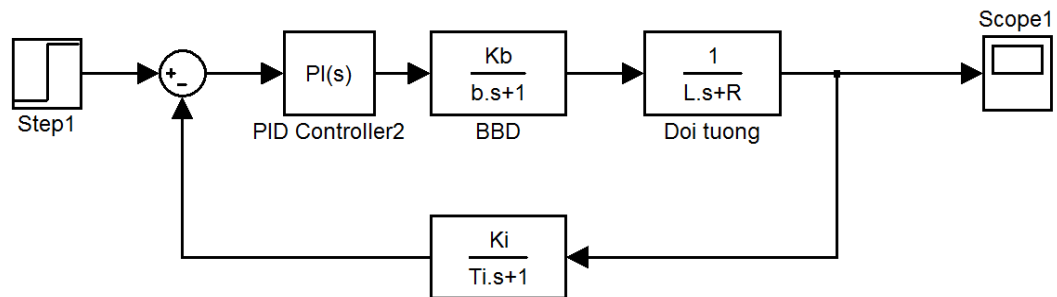 Scope1
Step1
+
−
PI(s)
PID Controller2
Kb
b.s+1
BBD
1
L.s+R
Doi tuong
Ki
Ti.s+1